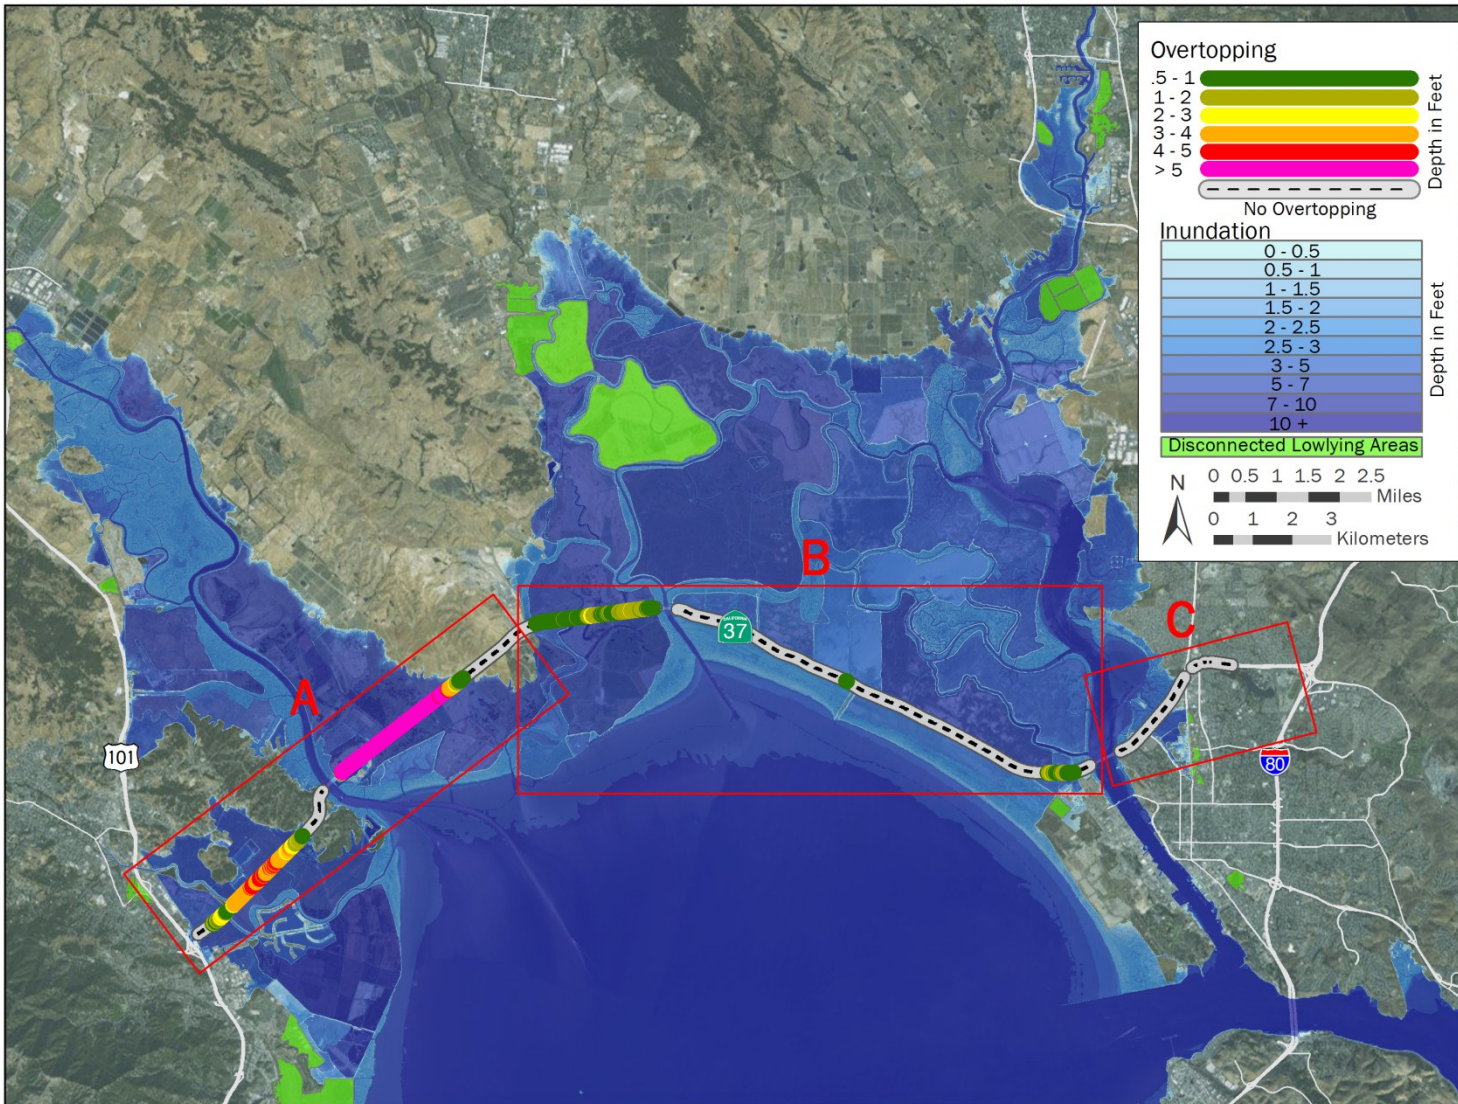 Overtopping
.5 - 1
1 - 2
2 - 3
3 - 4
4 - 5
> 5
Depth in Feet
No Overtopping
Inundation
0 - 0.5
0.5 - 1
1 - 1.5
1.5 - 2
2 - 2.5
2.5 - 3
3 - 5
5 - 7
7 - 10
10 +
Depth in Feet
Disconnected Lowlying Areas
N
0 0.5 1 1.5 2 2.5
Miles
0 1 2 3
Kilometers
A
B
C
CALIFORNIA
37
101
80